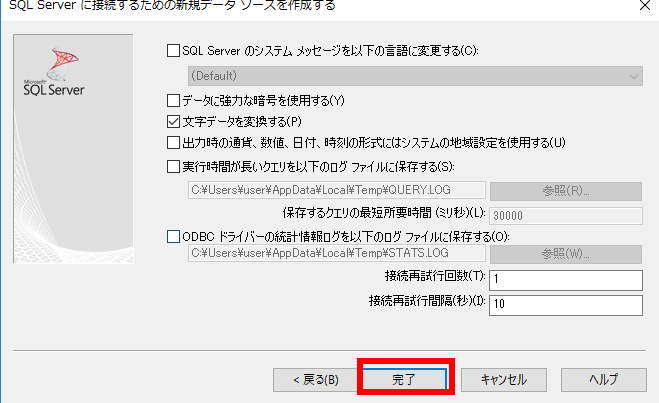 SQL Server に接続するための新規データ ソースを作成する
Microsoft
SQL Server
SQL Server のシステム メッセージを以下の言語に変更する(C):
(Default)
データに強力な暗号を使用する(Y)
文字データを変換する(P)
出力時の通貨、数値、日付、時刻の形式にはシステムの地域設定を使用する(U)
実行時間が長いクエリを以下のログ ファイルに保存する(S):
C:¥Users¥user¥AppData¥Local¥Temp¥QUERY.LOG 参照(R)...
保存するクエリの最短所要時間 (ミリ秒)(L): 30000
ODBC ドライバーの統計情報ログを以下のログ ファイルに保存する(O):
C:¥Users¥user¥AppData¥Local¥Temp¥STATS.LOG 参照(W)...
接続再試行回数(T): 1
接続再試行間隔(秒)(I): 10
< 戻る(B) 完了 キャンセル ヘルプ